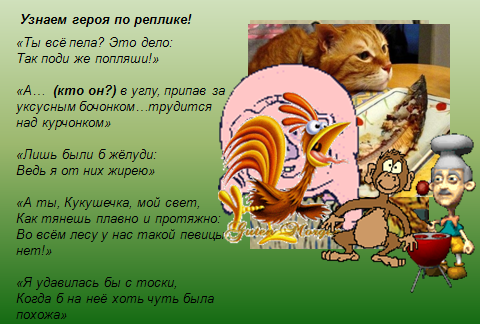 Узнаем героя по реплике!
«Ты всё пела? Это дело:
Так поди же попляши!»
«А… (кто он?) в углу, припав за
уксусным бочонком…трудится
над курчонком»
«Лишь были б жёлуди:
Ведь я от них жирею»
«А ты, Кукушечка, мой свет,
Как тянешь плавно и протяжно:
Во всём лесу у нас такой певицы
нет!»
«Я удавилась бы с тоски,
Когда б на неё хоть чуть была
похожа»